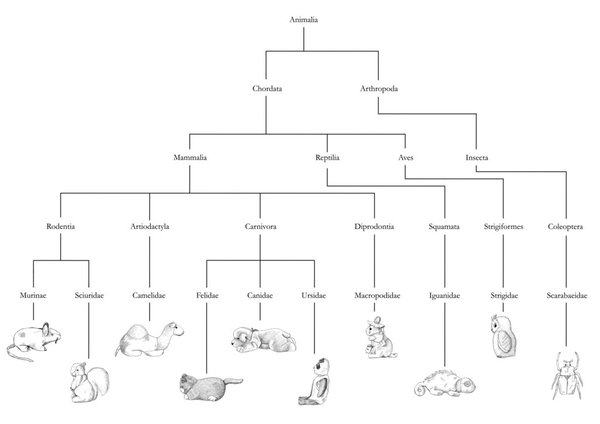 Animalia
Chordata Arthropoda
Mammalia Reptilia Aves Insecta
Rodentia Artiodactyla Carnivora Diprodontia Squamata Strigiformes Coleoptera
Murinae Sciuridae Camelidae Felidae Canidae Ursidae Macropodidae Iguanidae Strigidae Scarabaeidae